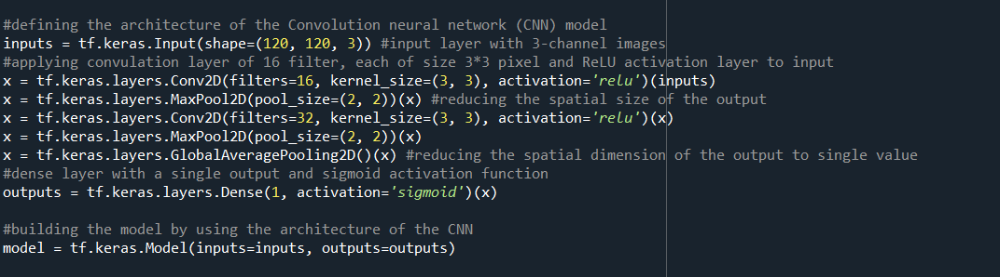 #defining the architecture of the Convolution neural network (CNN) model
inputs = tf.keras.Input(shape=(120, 120, 3)) #input layer with 3-channel images
#applying convulation layer of 16 filter, each of size 3*3 pixel and ReLU activation layer to input
x = tf.keras.layers.Conv2D(filters=16, kernel_size=(3, 3), activation='relu')(inputs)
x = tf.keras.layers.MaxPool2D(pool_size=(2, 2))(x) #reducing the spatial size of the output
x = tf.keras.layers.Conv2D(filters=32, kernel_size=(3, 3), activation='relu')(x)
x = tf.keras.layers.MaxPool2D(pool_size=(2, 2))(x)
x = tf.keras.layers.GlobalAveragePooling2D()(x) #reducing the spatial dimension of the output to single value
#dense layer with a single output and sigmoid activation function
outputs = tf.keras.layers.Dense(1, activation='sigmoid')(x)

#building the model by using the architecture of the CNN
model = tf.keras.Model(inputs=inputs, outputs=outputs)